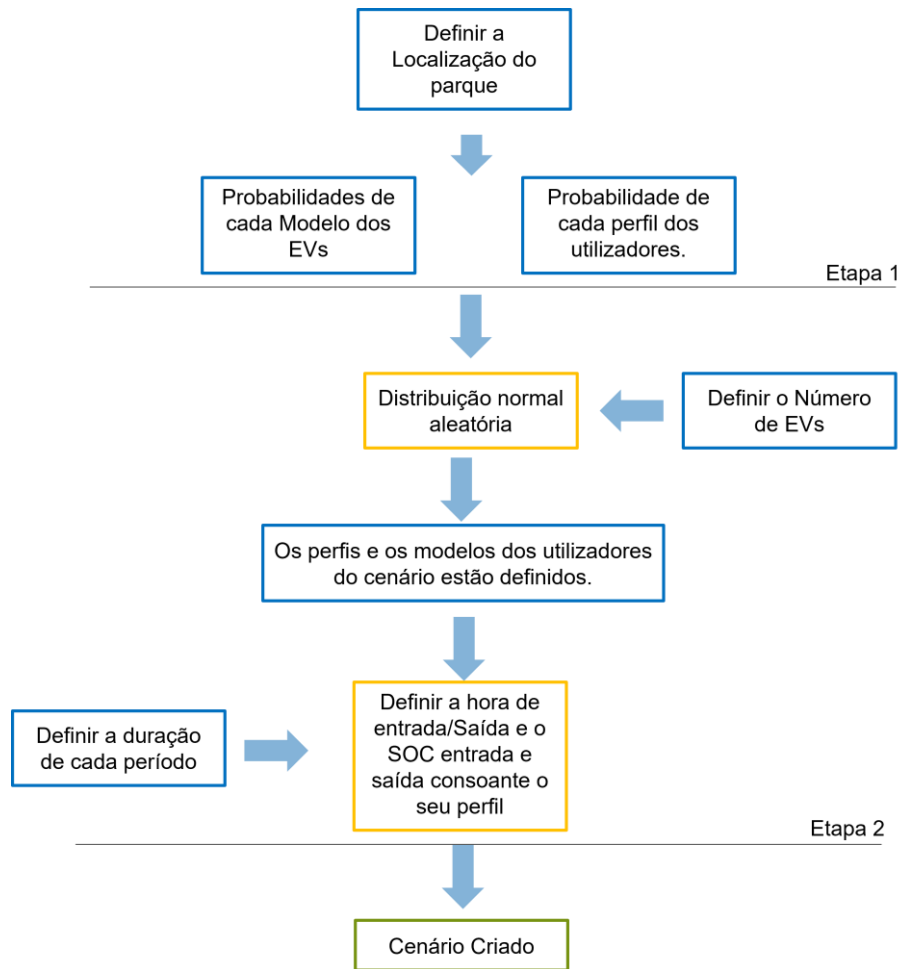 Definir a
Localização do
parque
Probabilidades de
cada Modelo dos
EVs
Probabilidade de
cada perfil dos
utilizadores.
Etapa 1
Distribuição normal
aleatória
Definir o Número
de EVs
Os perfis e os modelos dos utilizadores
do cenário estão definidos.
Definir a duração
de cada período
Definir a hora de
entrada/Saída e o
SOC entrada e
saída consoante o
seu perfil
Etapa 2
Cenário Criado